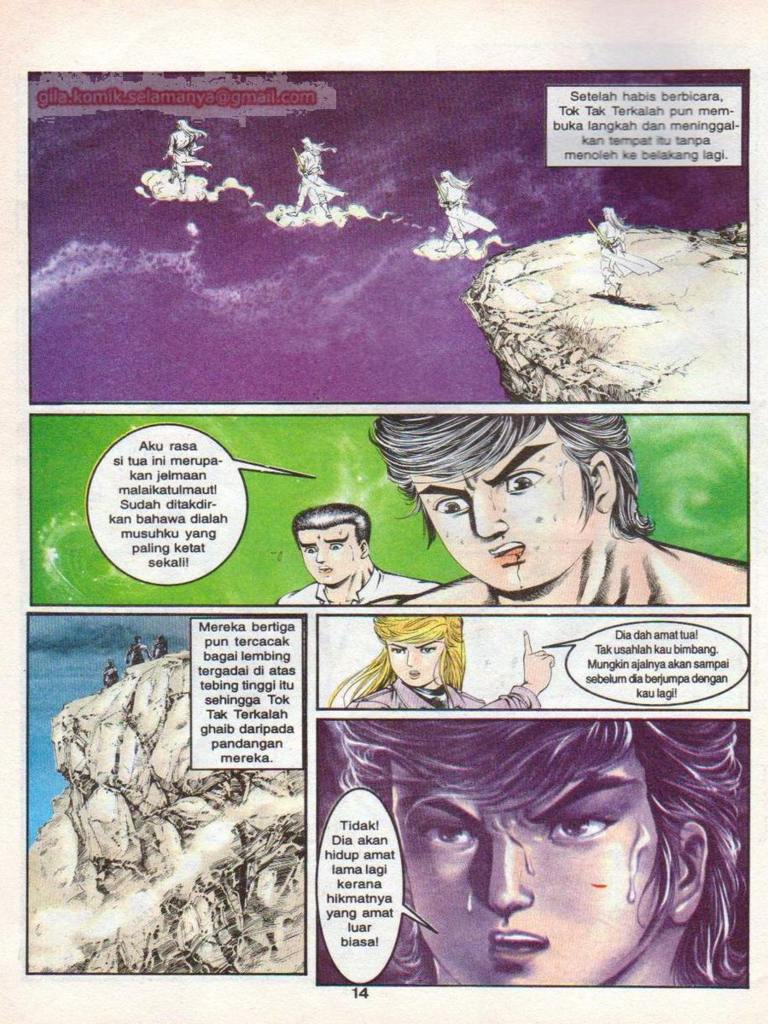 gila.komik.selamanya@gmail.com
Setelah habis berbicara,
Tok Tak Terkalah pun mem-
buka langkah dan meninggal-
kan tempat itu tanpa
menoleh ke belakang lagi.
Aku rasa
si tua ini merupa-
kan jelmaan
malaikatulmaut!
Sudah ditakdir-
kan bahawa dialah
musuhku yang
paling ketat
sekali!
Mereka bertiga
pun tercacak
bagai lembing
tergadai di atas
tebing tinggi itu
sehingga Tok
Tak Terkalah
ghaib daripada
pandangan
mereka.
Dia dah amat tua!
Tak usahlah kau bimbang.
Mungkin ajalnya akan sampai
sebelum dia berjumpa dengan
kau lagi!
Tidak!
Dia akan
hidup amat
lama lagi
kerana
hikmatnya
yang amat
luar
biasa!
14